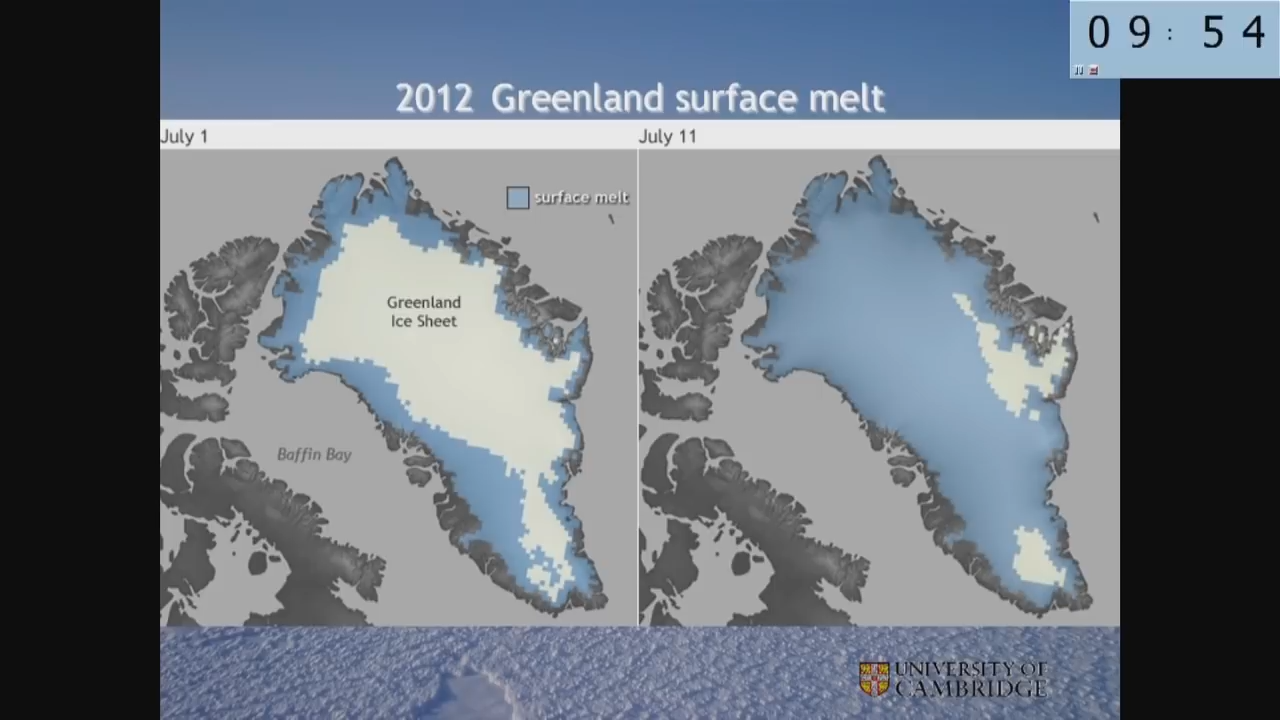 09:54
2012 Greenland surface melt
July 1
July 11
surface melt
Greenland
Ice Sheet
Baffin Bay
UNIVERSITY OF
CAMBRIDGE